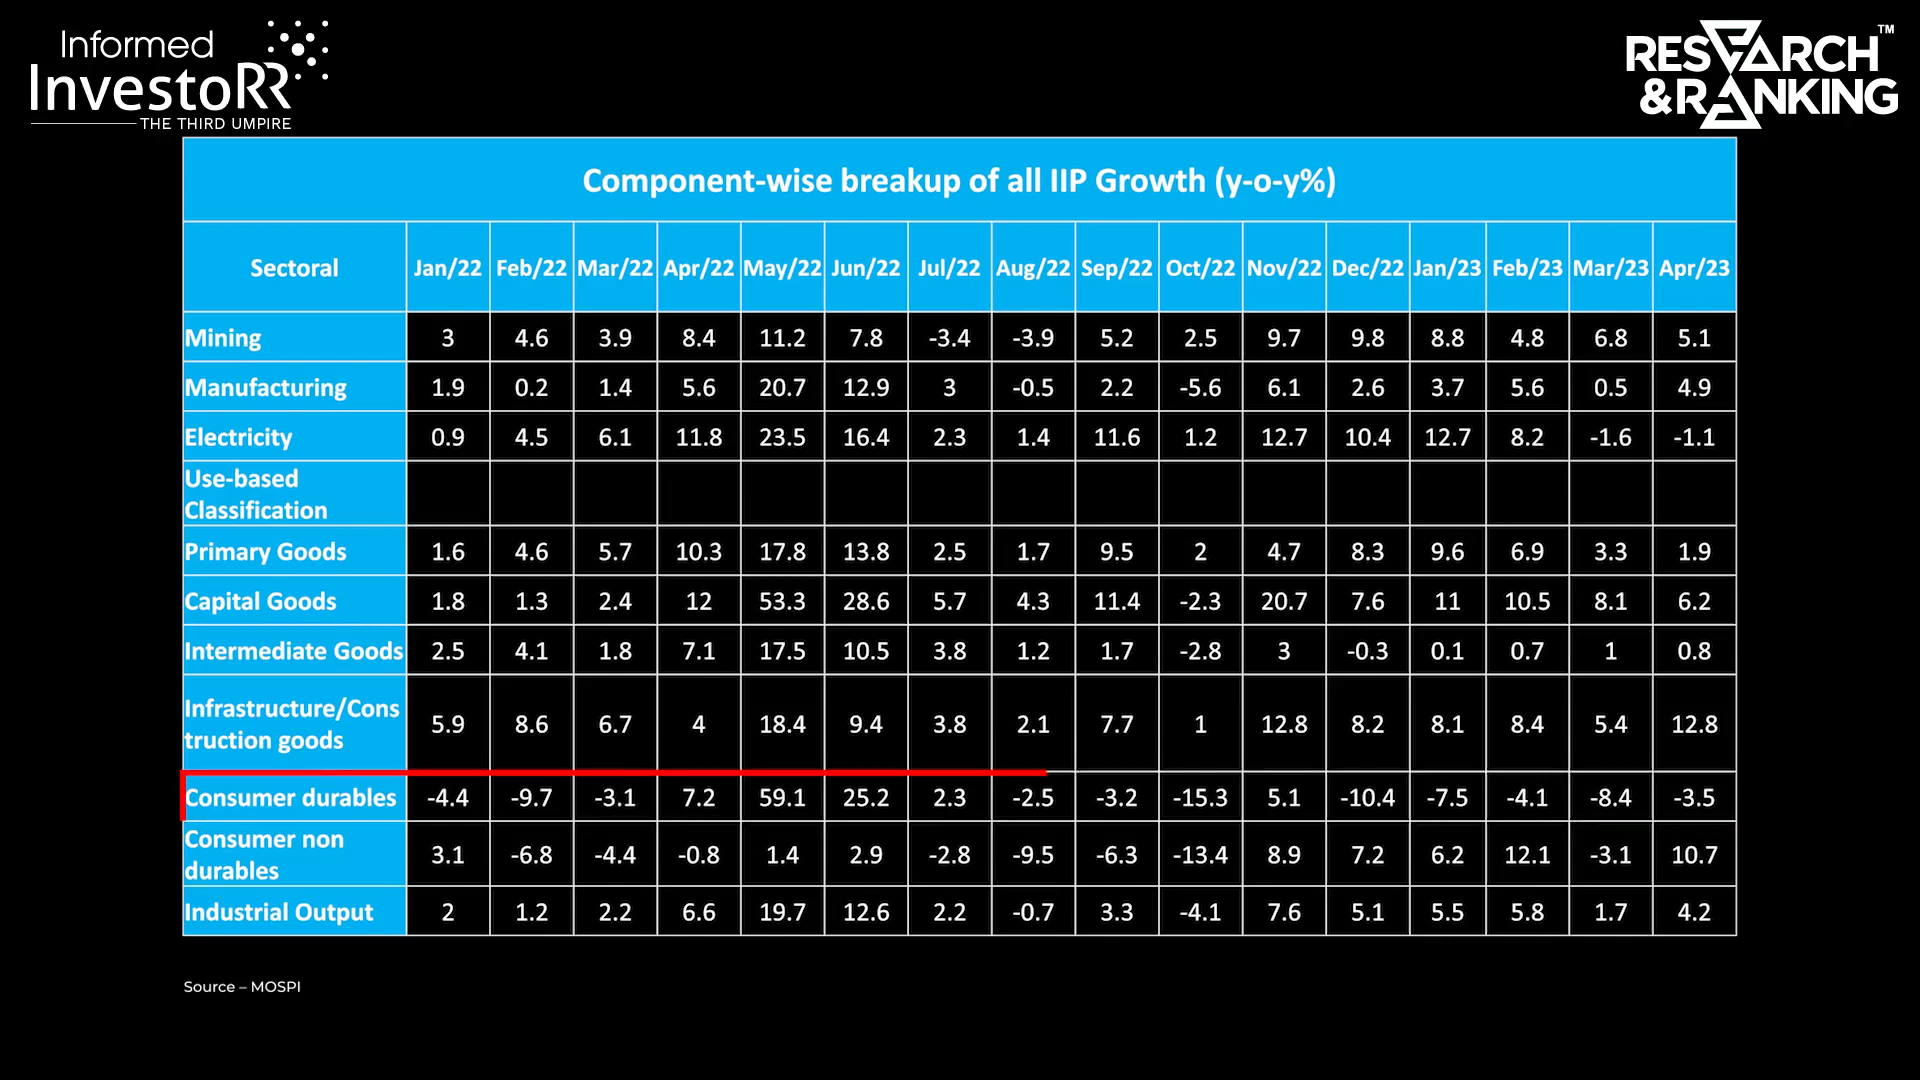 Informed
InvestoRR
THE THIRD UMPIRE
RESEARCH
&RANKING
™
Component-wise breakup of all IIP Growth (y-o-y%)
Sectoral Jan/22 Feb/22 Mar/22 Apr/22 May/22 Jun/22 Jul/22 Aug/22 Sep/22 Oct/22 Nov/22 Dec/22 Jan/23 Feb/23 Mar/23 Apr/23
Mining 3 4.6 3.9 8.4 11.2 7.8 -3.4 -3.9 5.2 2.5 9.7 9.8 8.8 4.8 6.8 5.1
Manufacturing 1.9 0.2 1.4 5.6 20.7 12.9 3 -0.5 2.2 -5.6 6.1 2.6 3.7 5.6 0.5 4.9
Electricity 0.9 4.5 6.1 11.8 23.5 16.4 2.3 1.4 11.6 1.2 12.7 10.4 12.7 8.2 -1.6 -1.1
Use-based
Classification
Primary Goods 1.6 4.6 5.7 10.3 17.8 13.8 2.5 1.7 9.5 2 4.7 8.3 9.6 6.9 3.3 1.9
Capital Goods 1.8 1.3 2.4 12 53.3 28.6 5.7 4.3 11.4 -2.3 20.7 7.6 11 10.5 8.1 6.2
Intermediate Goods 2.5 4.1 1.8 7.1 17.5 10.5 3.8 1.2 1.7 -2.8 3 -0.3 0.1 0.7 1 0.8
Infrastructure/Cons
truction goods 5.9 8.6 6.7 4 18.4 9.4 3.8 2.1 7.7 1 12.8 8.2 8.1 8.4 5.4 12.8
Consumer durables -4.4 -9.7 -3.1 7.2 59.1 25.2 2.3 -2.5 -3.2 -15.3 5.1 -10.4 -7.5 -4.1 -8.4 -3.5
Consumer non
durables 3.1 -6.8 -4.4 -0.8 1.4 2.9 -2.8 -9.5 -6.3 -13.4 8.9 7.2 6.2 12.1 -3.1 10.7
Industrial Output 2 1.2 2.2 6.6 19.7 12.6 2.2 -0.7 3.3 -4.1 7.6 5.1 5.5 5.8 1.7 4.2
Source – MOSPI